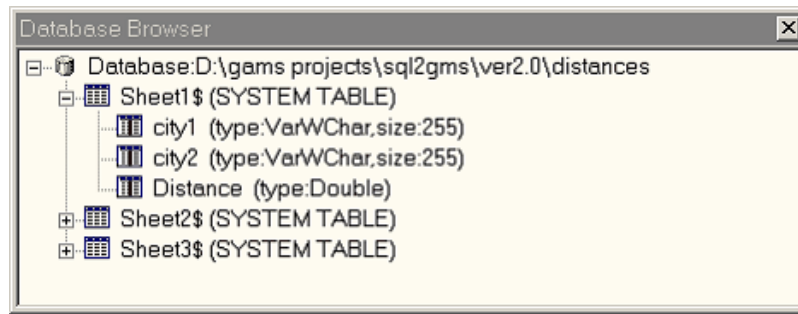 Database Browser
Database:D:\gams projects\sql2gms\ver2.0\distances
Sheet1$ (SYSTEM TABLE)
city1 (type:VarWChar,size:255)
city2 (type:VarWChar,size:255)
Distance (type:Double)
Sheet2$ (SYSTEM TABLE)
Sheet3$ (SYSTEM TABLE)